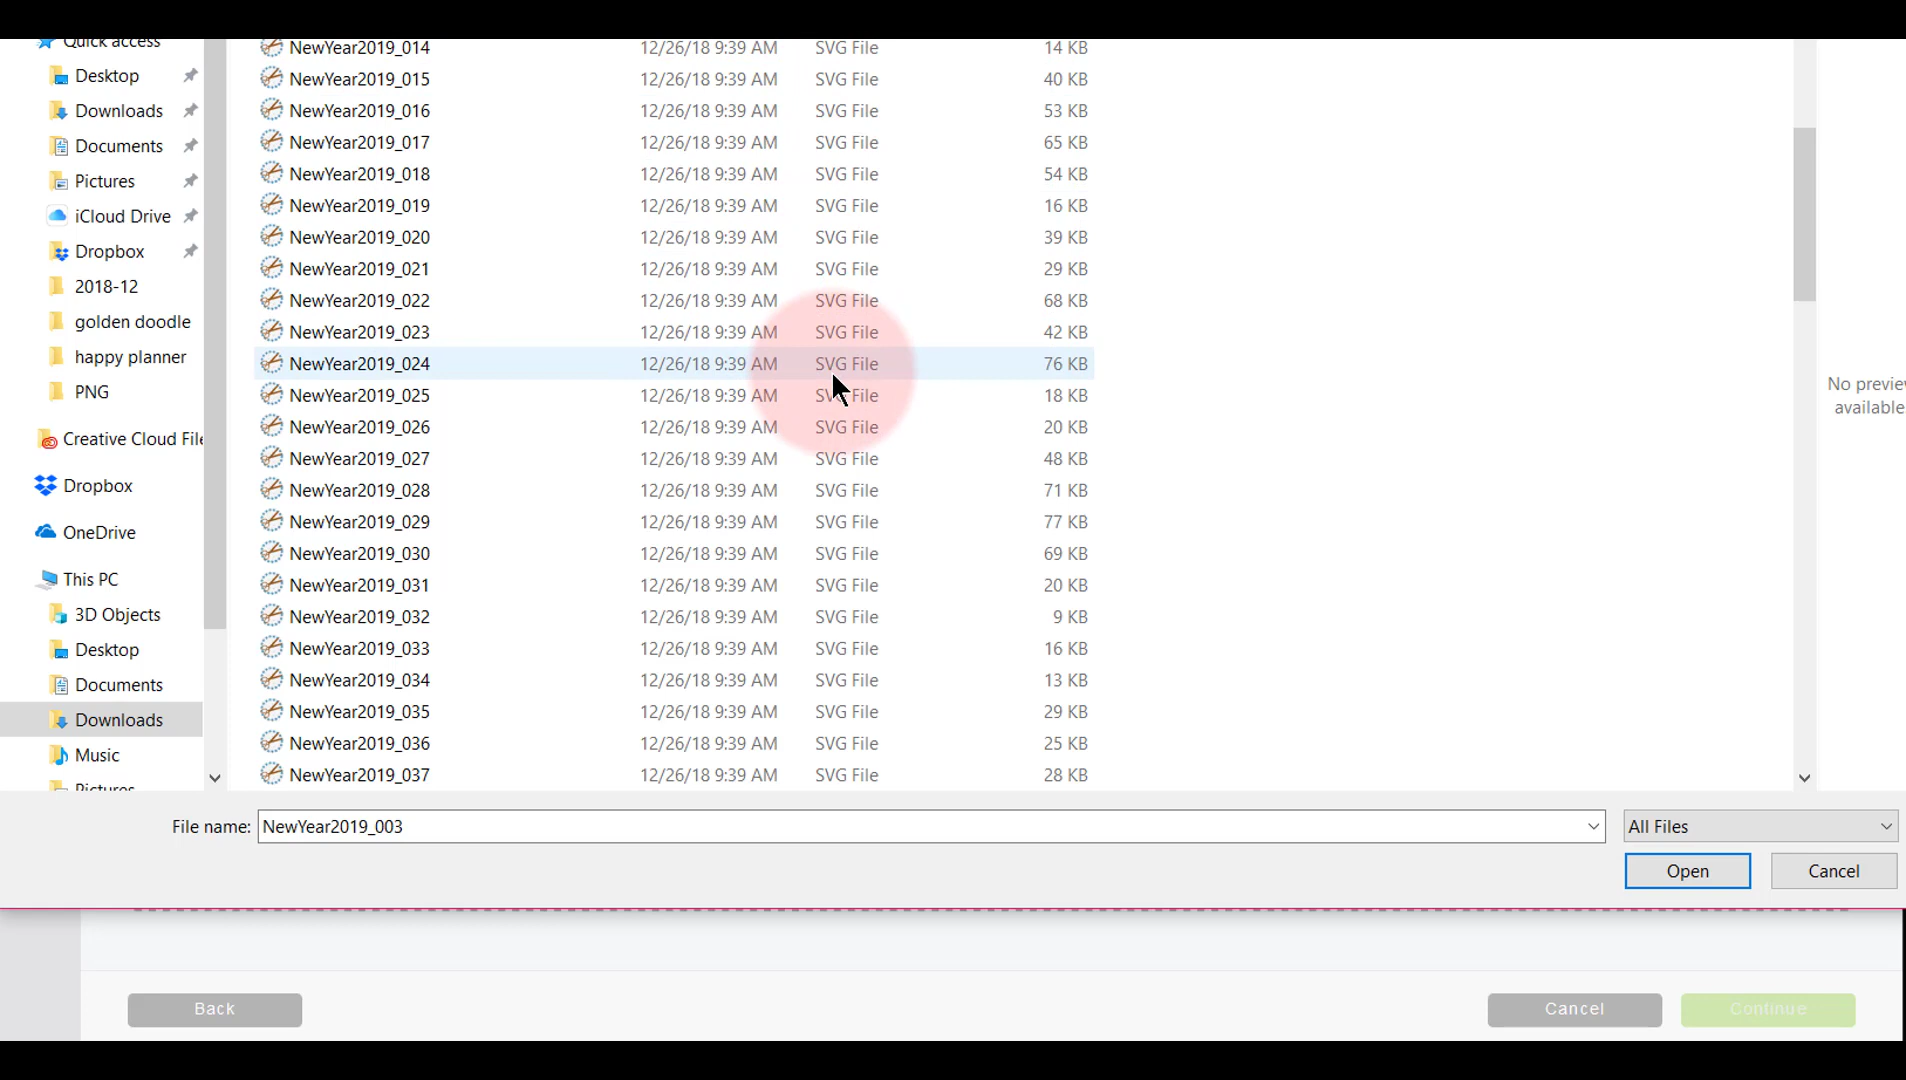 Quick access
Desktop
Downloads
Documents
Pictures
iCloud Drive
Dropbox
2018-12
golden doodle
happy planner
PNG
Creative Cloud File
Dropbox
OneDrive
This PC
3D Objects
Desktop
Documents
Downloads
Music
Pictures
NewYear2019_014 12/26/18 9:39 AM SVG File 14 KB
NewYear2019_015 12/26/18 9:39 AM SVG File 40 KB
NewYear2019_016 12/26/18 9:39 AM SVG File 53 KB
NewYear2019_017 12/26/18 9:39 AM SVG File 65 KB
NewYear2019_018 12/26/18 9:39 AM SVG File 54 KB
NewYear2019_019 12/26/18 9:39 AM SVG File 16 KB
NewYear2019_020 12/26/18 9:39 AM SVG File 39 KB
NewYear2019_021 12/26/18 9:39 AM SVG File 29 KB
NewYear2019_022 12/26/18 9:39 AM SVG File 68 KB
NewYear2019_023 12/26/18 9:39 AM SVG File 42 KB
NewYear2019_024 12/26/18 9:39 AM SVG File 76 KB
NewYear2019_025 12/26/18 9:39 AM SVG File 18 KB
NewYear2019_026 12/26/18 9:39 AM SVG File 20 KB
NewYear2019_027 12/26/18 9:39 AM SVG File 48 KB
NewYear2019_028 12/26/18 9:39 AM SVG File 71 KB
NewYear2019_029 12/26/18 9:39 AM SVG File 77 KB
NewYear2019_030 12/26/18 9:39 AM SVG File 69 KB
NewYear2019_031 12/26/18 9:39 AM SVG File 20 KB
NewYear2019_032 12/26/18 9:39 AM SVG File 9 KB
NewYear2019_033 12/26/18 9:39 AM SVG File 16 KB
NewYear2019_034 12/26/18 9:39 AM SVG File 13 KB
NewYear2019_035 12/26/18 9:39 AM SVG File 29 KB
NewYear2019_036 12/26/18 9:39 AM SVG File 25 KB
NewYear2019_037 12/26/18 9:39 AM SVG File 28 KB
No previe
available
File name: NewYear2019_003 All Files
Open Cancel
Back Cancel Continue